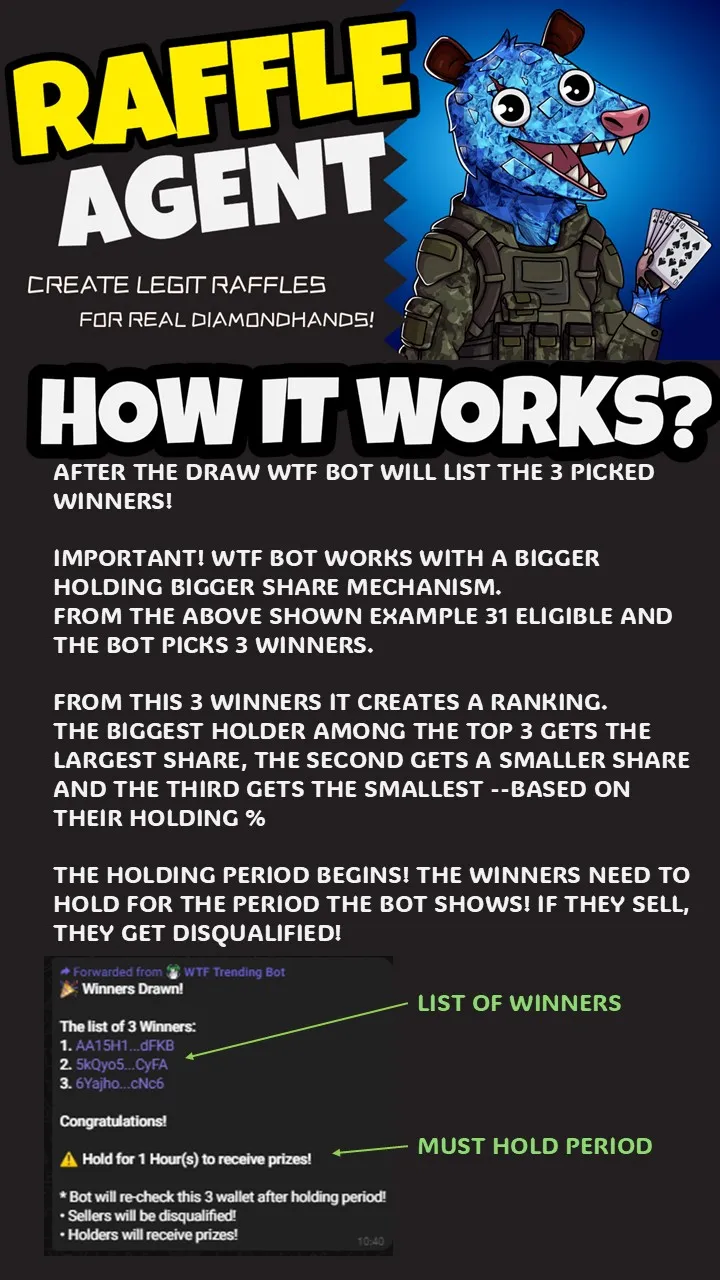 RAFFLE
AGENT
CREATE LEGIT RAFFLES
FOR REAL DIAMONDHANDS!
HOW IT WORKS?
AFTER THE DRAW WTF BOT WILL LIST THE 3 PICKED
WINNERS!
IMPORTANT! WTF BOT WORKS WITH A BIGGER
HOLDING BIGGER SHARE MECHANISM.
FROM THE ABOVE SHOWN EXAMPLE 31 ELIGIBLE AND
THE BOT PICKS 3 WINNERS.
FROM THIS 3 WINNERS IT CREATES A RANKING.
THE BIGGEST HOLDER AMONG THE TOP 3 GETS THE
LARGEST SHARE, THE SECOND GETS A SMALLER SHARE
AND THE THIRD GETS THE SMALLEST --BASED ON
THEIR HOLDING %
THE HOLDING PERIOD BEGINS! THE WINNERS NEED TO
HOLD FOR THE PERIOD THE BOT SHOWS! IF THEY SELL,
THEY GET DISQUALIFIED!
Forwarded from WTF Trending Bot
Winners Drawn!
The list of 3 Winners:
1. AA15H1...dFKB
2. 5kQyo5...CyFA
3. 6Yajho...cNc6
Congratulations!
Hold for 1 Hour(s) to receive prizes!
* Bot will re-check this 3 wallet after holding period!
• Sellers will be disqualified!
• Holders will receive prizes!
10:40
LIST OF WINNERS
MUST HOLD PERIOD